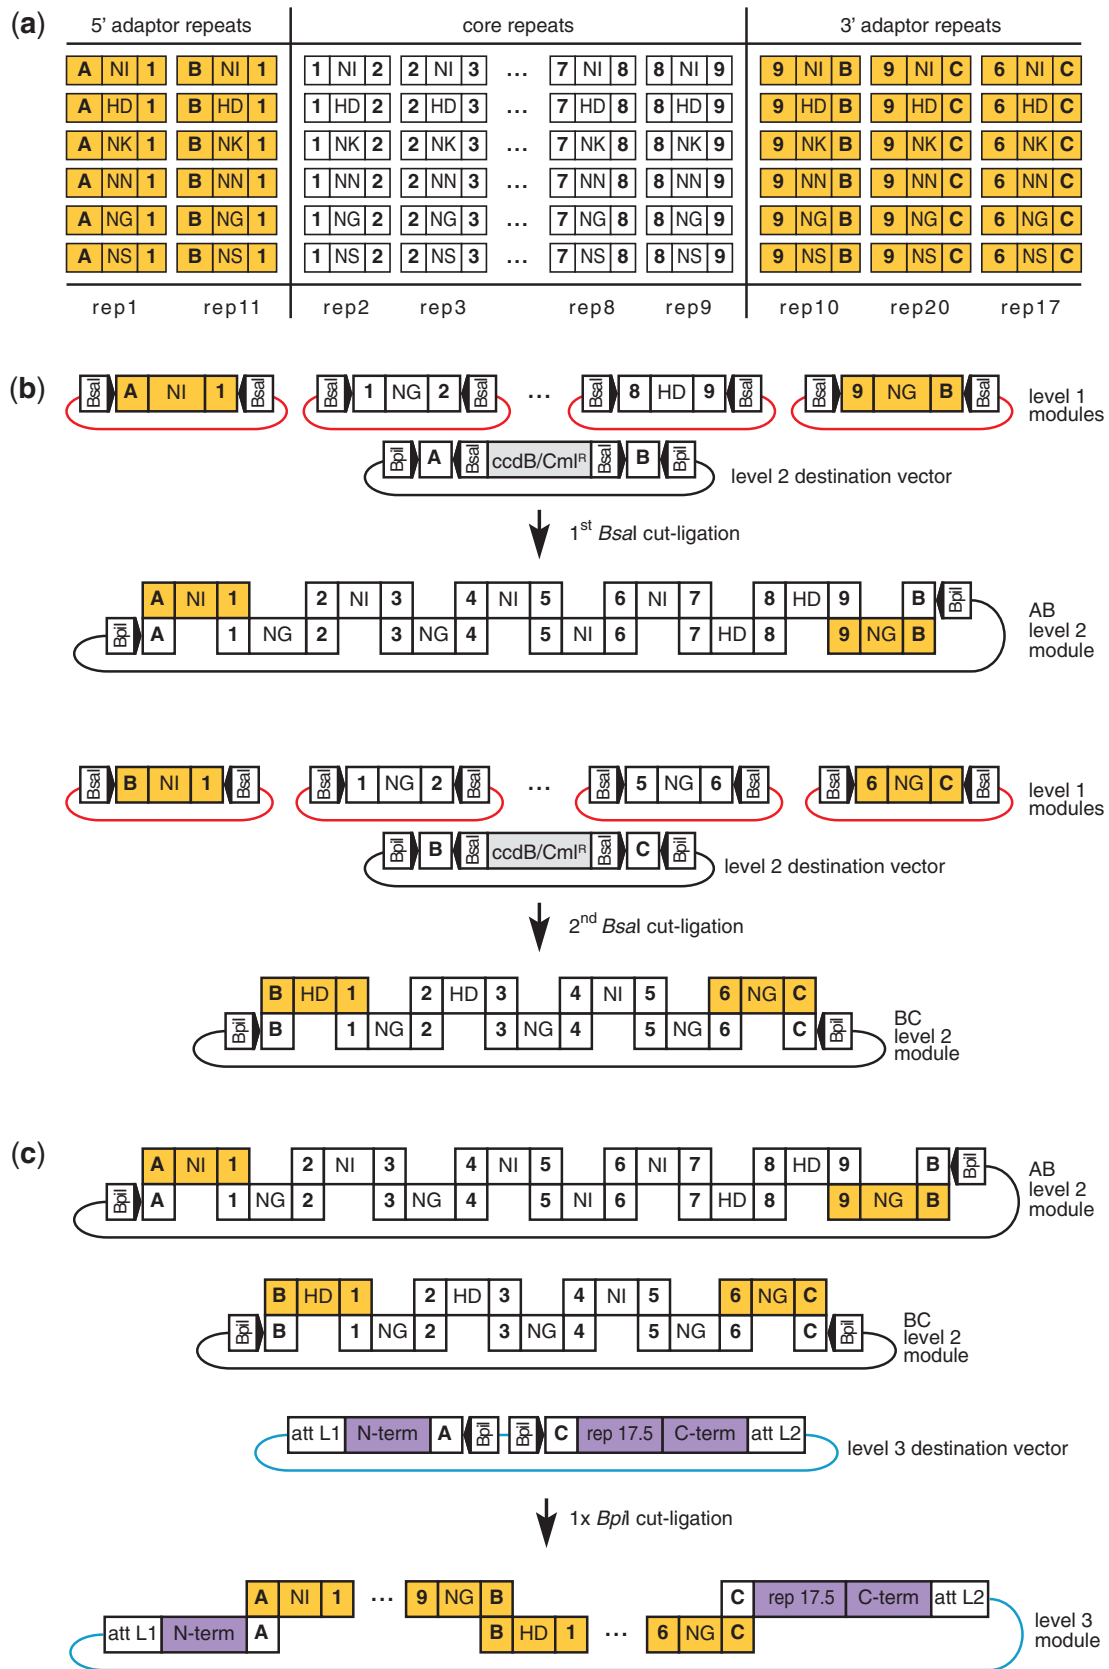 (a)
5' adaptor repeats core repeats 3' adaptor repeats
A NI 1 B NI 1 1 NI 2 2 NI 3 ... 7 NI 8 8 NI 9 9 NI B 9 NI C 6 NI C
A HD 1 B HD 1 1 HD 2 2 HD 3 ... 7 HD 8 8 HD 9 9 HD B 9 HD C 6 HD C
A NK 1 B NK 1 1 NK 2 2 NK 3 ... 7 NK 8 8 NK 9 9 NK B 9 NK C 6 NK C
A NN 1 B NN 1 1 NN 2 2 NN 3 ... 7 NN 8 8 NN 9 9 NN B 9 NN C 6 NN C
A NG 1 B NG 1 1 NG 2 2 NG 3 ... 7 NG 8 8 NG 9 9 NG B 9 NG C 6 NG C
A NS 1 B NS 1 1 NS 2 2 NS 3 ... 7 NS 8 8 NS 9 9 NS B 9 NS C 6 NS C
rep1 rep11 rep2 rep3 rep8 rep9 rep10 rep20 rep17
(b)
BsaI A NI 1 BsaI BsaI 1 NG 2 BsaI ... BsaI 8 HD 9 BsaI BsaI 9 NG B BsaI
level 1
modules
BpiI A BsaI ccdB/CmlR BsaI B BpiI
level 2 destination vector
1st BsaI cut-ligation
A NI 1 2 NI 3 4 NI 5 6 NI 7 8 HD 9 B BpiI
BpiI A 1 NG 2 3 NG 4 5 NI 6 7 HD 8 9 NG B
AB
level 2
module
BsaI B NI 1 BsaI BsaI 1 NG 2 BsaI ... BsaI 5 NG 6 BsaI BsaI 6 NG C BsaI
level 1
modules
BpiI B BsaI ccdB/CmlR BsaI C BpiI
level 2 destination vector
2nd BsaI cut-ligation
B HD 1 2 HD 3 4 NI 5 6 NG C
BpiI B 1 NG 2 3 NG 4 5 NG 6 C BpiI
BC
level 2
module
(c)
A NI 1 2 NI 3 4 NI 5 6 NI 7 8 HD 9 B BpiI
BpiI A 1 NG 2 3 NG 4 5 NI 6 7 HD 8 9 NG B
AB
level 2
module
B HD 1 2 HD 3 4 NI 5 6 NG C
BpiI B 1 NG 2 3 NG 4 5 NG 6 C BpiI
BC
level 2
module
att L1 N-term A BpiI BpiI C rep 17.5 C-term att L2
level 3 destination vector
1x BpiI cut-ligation
A NI 1 ... 9 NG B C rep 17.5 C-term att L2
att L1 N-term A B HD 1 ... 6 NG C
level 3
module